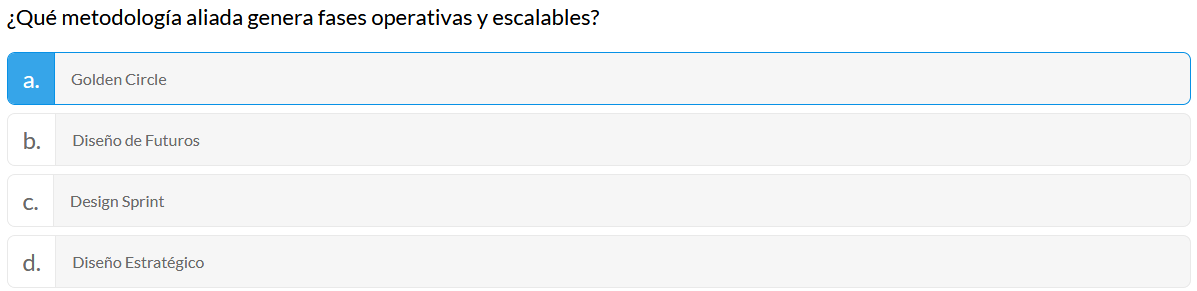 ¿Qué metodología aliada genera fases operativas y escalables?
a. Golden Circle
b. Diseño de Futuros
c. Design Sprint
d. Diseño Estratégico